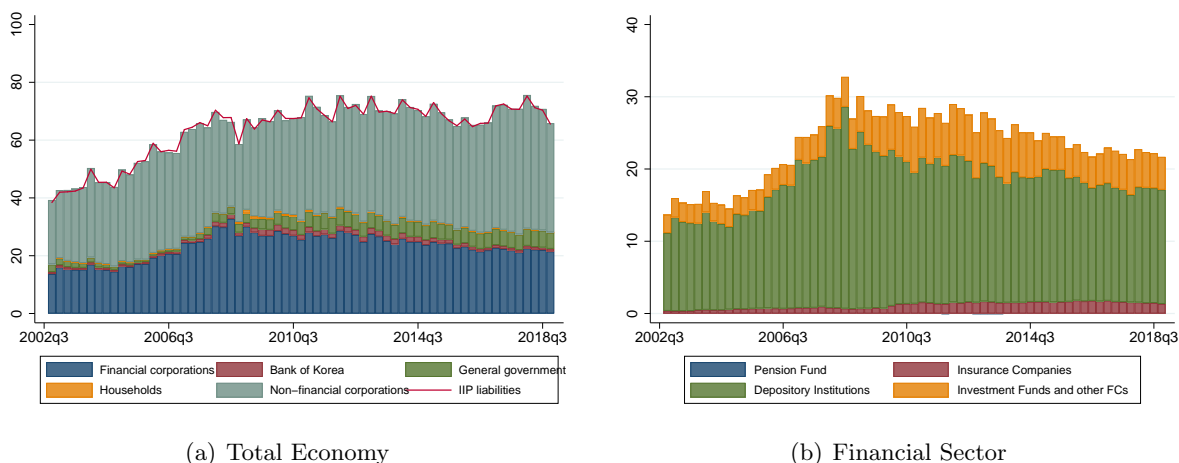 100
80
60
40
20
0
2002q3 2006q3 2010q3 2014q3 2018q3
Financial corporations Bank of Korea General government
Households Non−financial corporations IIP liabilities
(a) Total Economy
40
30
20
10
0
2002q3 2006q3 2010q3 2014q3 2018q3
Pension Fund Insurance Companies
Depository Institutions Investment Funds and other FCs
(b) Financial Sector